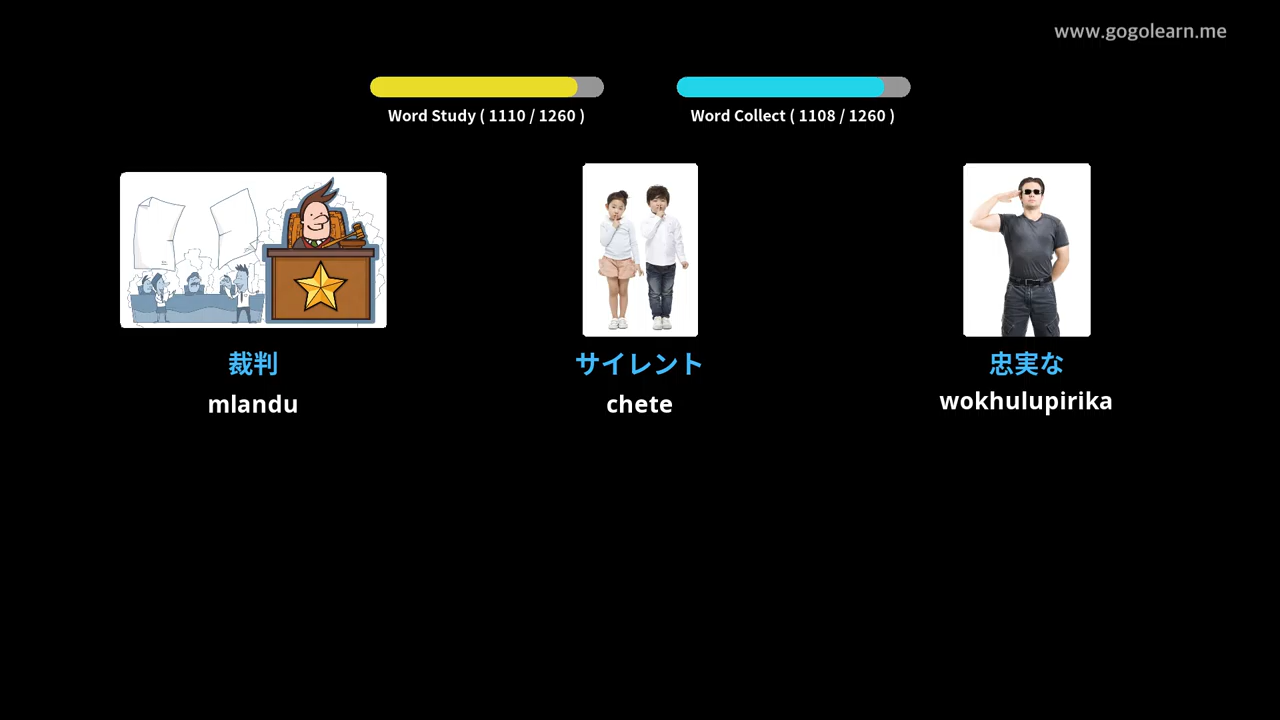 www.gogolearn.me
Word Study ( 1110 / 1260 )
Word Collect ( 1108 / 1260 )
裁判
mlandu
サイレント
chete
忠実な
wokhulupirika